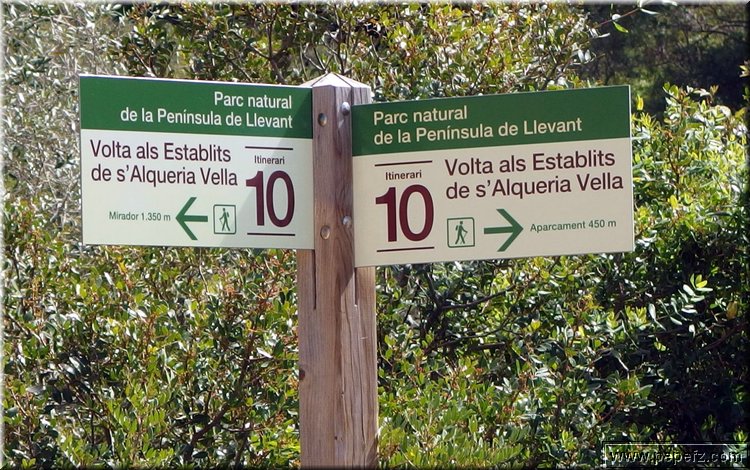 Parc natural
de la Península de Llevant
Volta als Establits
de s'Alqueria Vella
Itinerari
10
Mirador 1.350 m
Parc natural
de la Península de Llevant
Itinerari
10
Volta als Establits
de s'Alqueria Vella
Aparcament 450 m
www.papefz.com